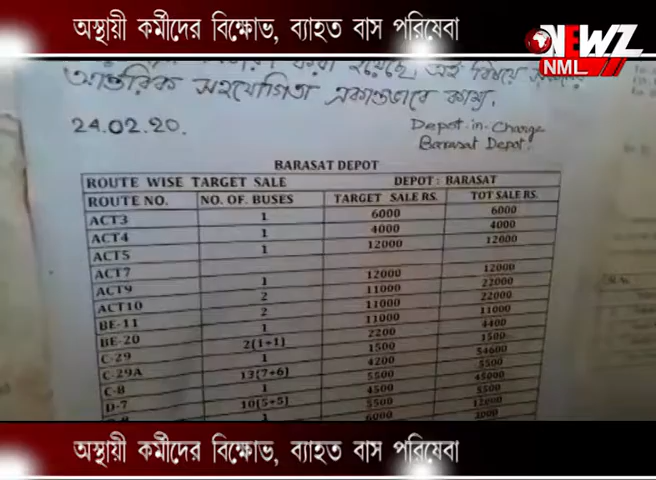 অস্থায়ী কর্মীদের বিক্ষোভ, ব্যাহত বাস পরিষেবা
NEWZ
NML
করা হয়েছে, এই বিষয়ে
আন্তরিক সহযোগিতা একান্তভাবে কাম্য.
24.02.20.
Depot-in-Charge
Barasat Depot.
BARASAT DEPOT
ROUTE WISE TARGET SALE DEPOT : BARASAT
ROUTE NO. NO. OF. BUSES TARGET SALE RS. TOT SALE RS.
ACT3 1 6000 6000
ACT4 1 4000 4000
ACT5 1 12000 12000
ACT7
ACT9 1 12000 12000
ACT10 2 11000 22000
BE-11 2 11000 22000
BE-20 1 11000 11000
C-29 2(1+1) 2200 4400
C-29A 1 1500 1500
C-8 13(7+6) 4200 54600
D-7 1 5500 5500
10(5+5) 4500 45000
1 5500 5500
6000
অস্থায়ী কর্মীদের বিক্ষোভ, ব্যাহত বাস পরিষেবা